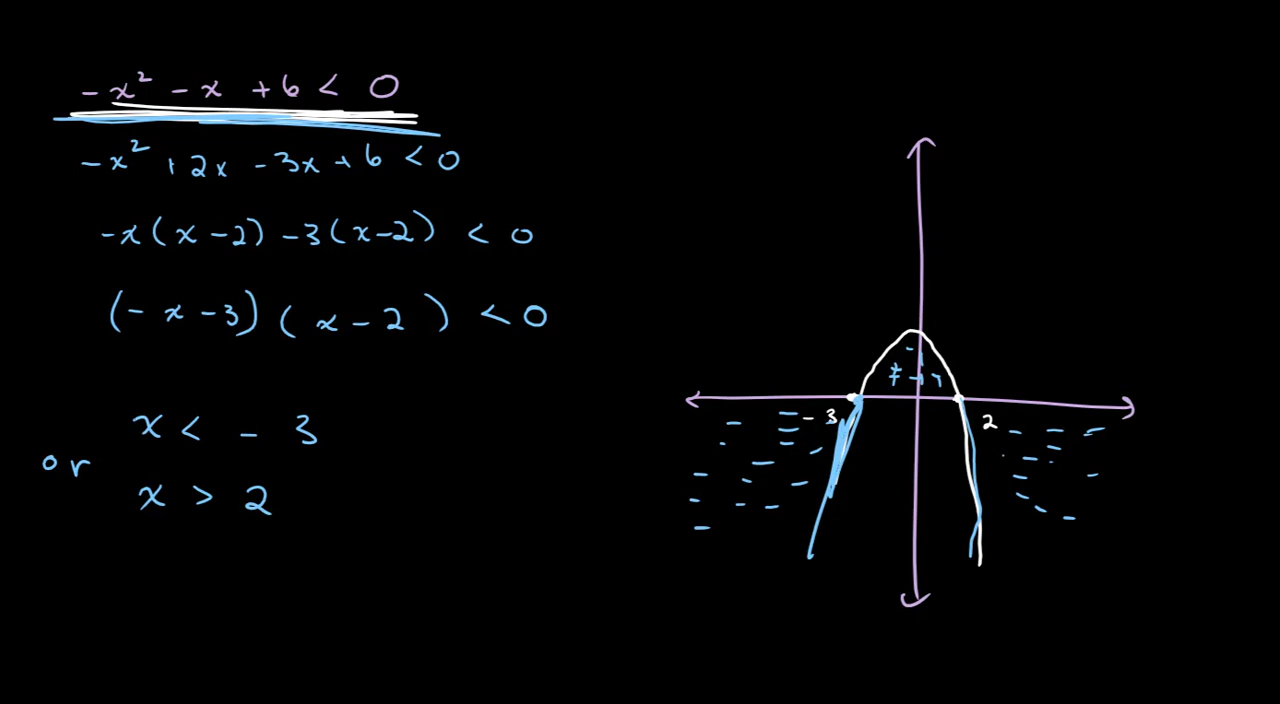 -x² - x + 6 < 0
-x² + 2x - 3x + 6 < 0
-x(x-2) - 3(x-2) < 0
(-x-3)(x-2) < 0
x < -3
or
x > 2
-3
2